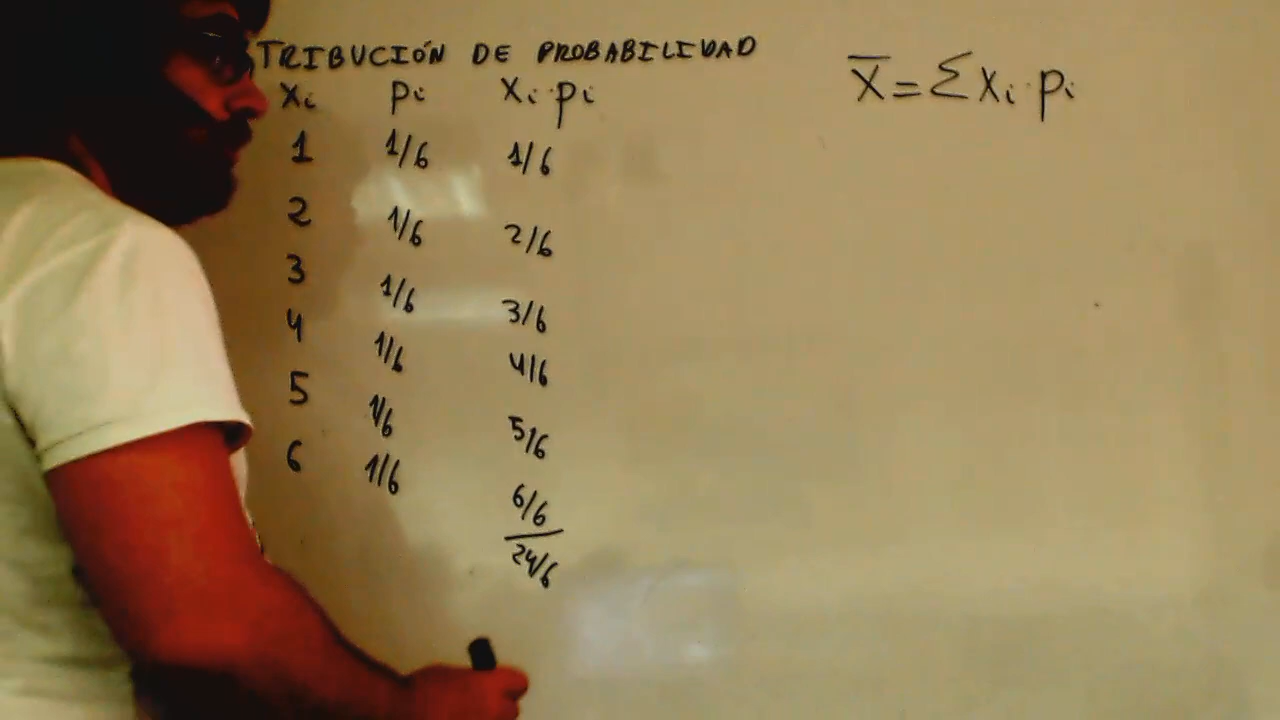 TRIBUCIÓN DE PROBABILIDAD
xi pi xi·pi
x̄ = Σ xi·pi
1 1/6 1/6
2 1/6 2/6
3 1/6 3/6
4 1/6 4/6
5 1/6 5/6
6 1/6 6/6
24/6